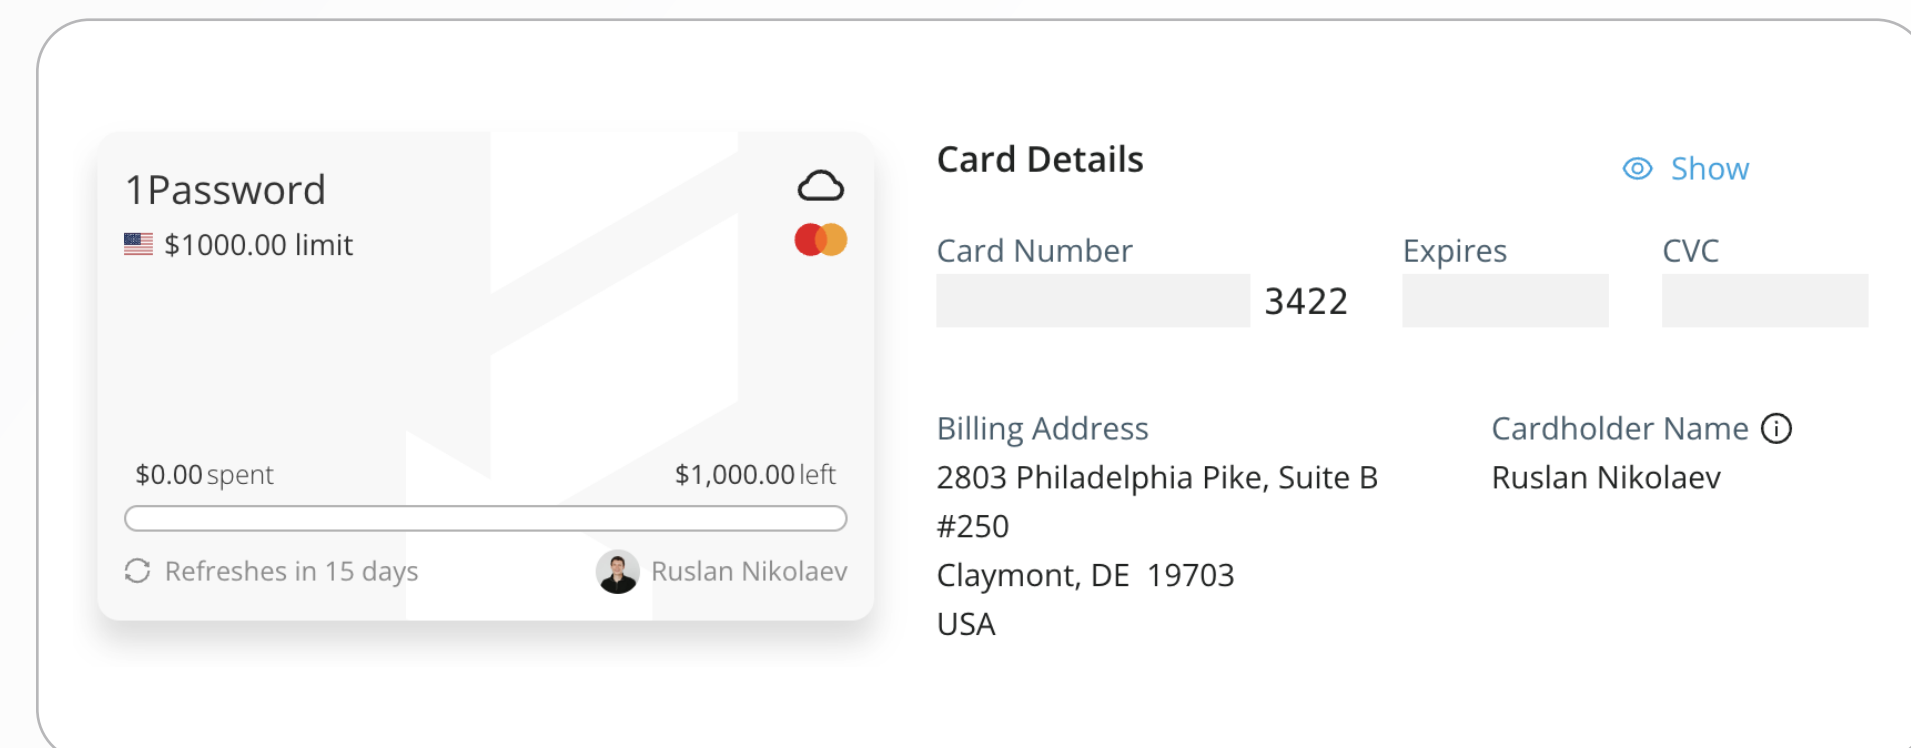 1Password
$1000.00 limit
$0.00 spent
$1,000.00 left
Refreshes in 15 days
Ruslan Nikolaev
Card Details
Show
Card Number
3422
Expires
CVC
Billing Address
2803 Philadelphia Pike, Suite B
#250
Claymont, DE 19703
USA
Cardholder Name
Ruslan Nikolaev